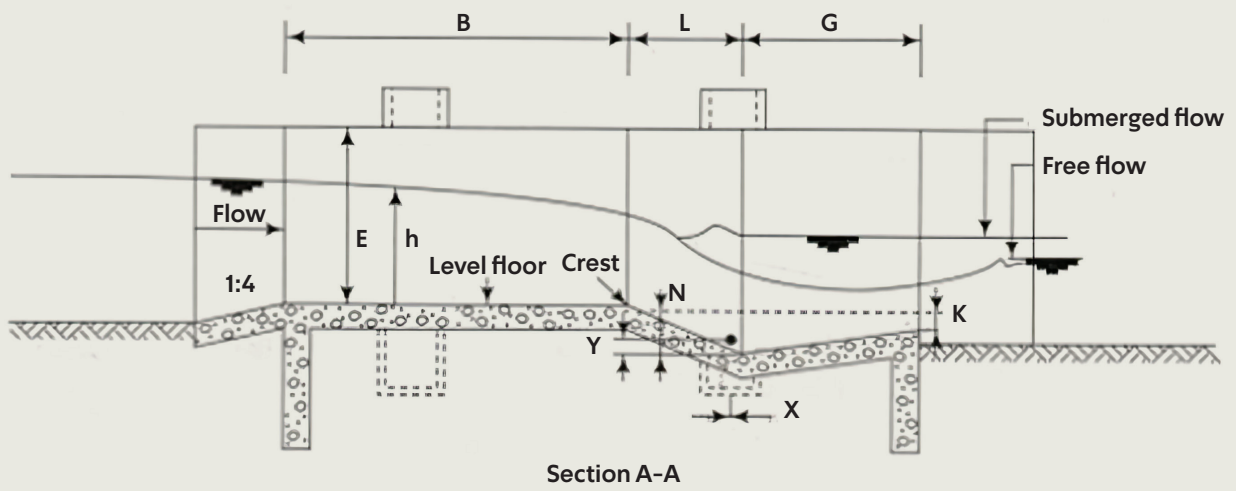 B
L
G
Submerged flow
Free flow
Flow
E
h
Level floor
Crest
1:4
N
K
Y
X
Section A-A